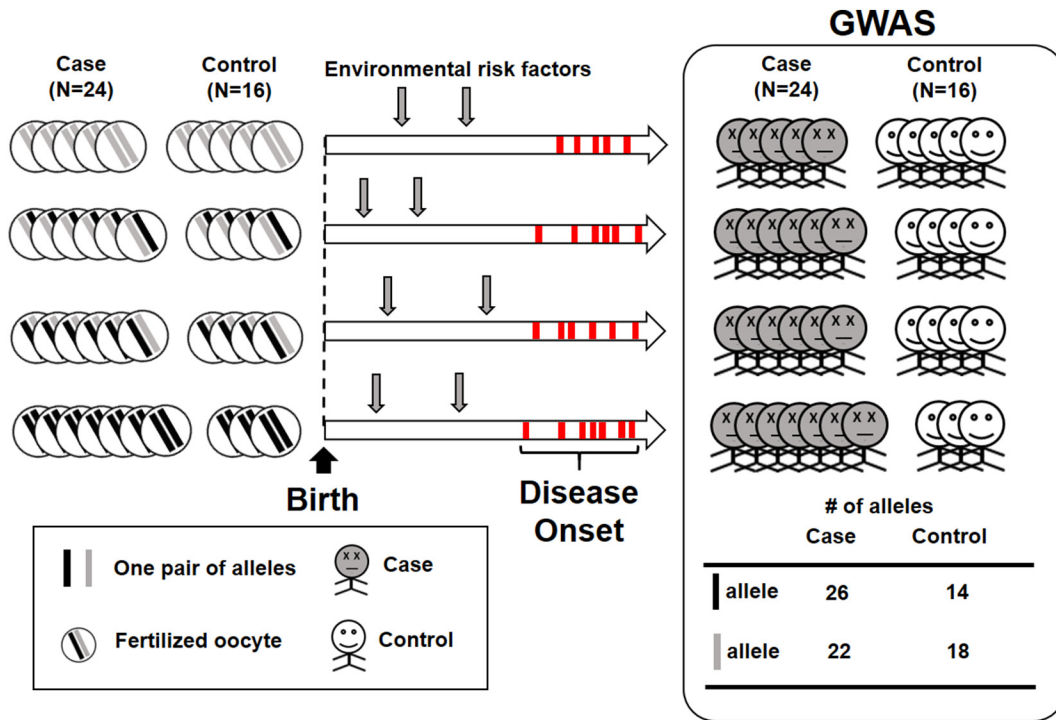 GWAS
Case
(N=24)
Control
(N=16)
Environmental risk factors
Case
(N=24)
Control
(N=16)
X X
Birth
Disease
Onset
One pair of alleles
Case
Fertilized oocyte
Control
# of alleles
Case Control
allele 26 14
allele 22 18